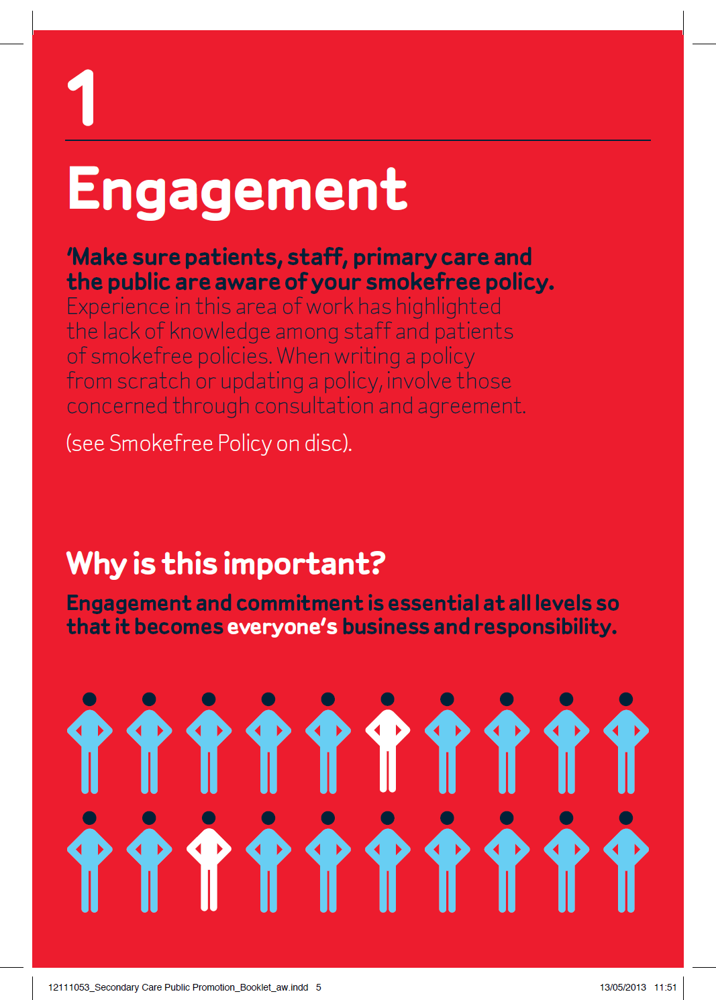 1
Engagement
‘Make sure patients, staff, primary care and
the public are aware of your smokefree policy.
Experience in this area of work has highlighted
the lack of knowledge among staff and patients
of smokefree policies. When writing a policy
from scratch or updating a policy, involve those
concerned through consultation and agreement.
(see Smokefree Policy on disc).
Why is this important?
Engagement and commitment is essential at all levels so
that it becomes everyone’s business and responsibility.
12111053_Secondary Care Public Promotion_Booklet_aw.indd 5
13/05/2013 11:51